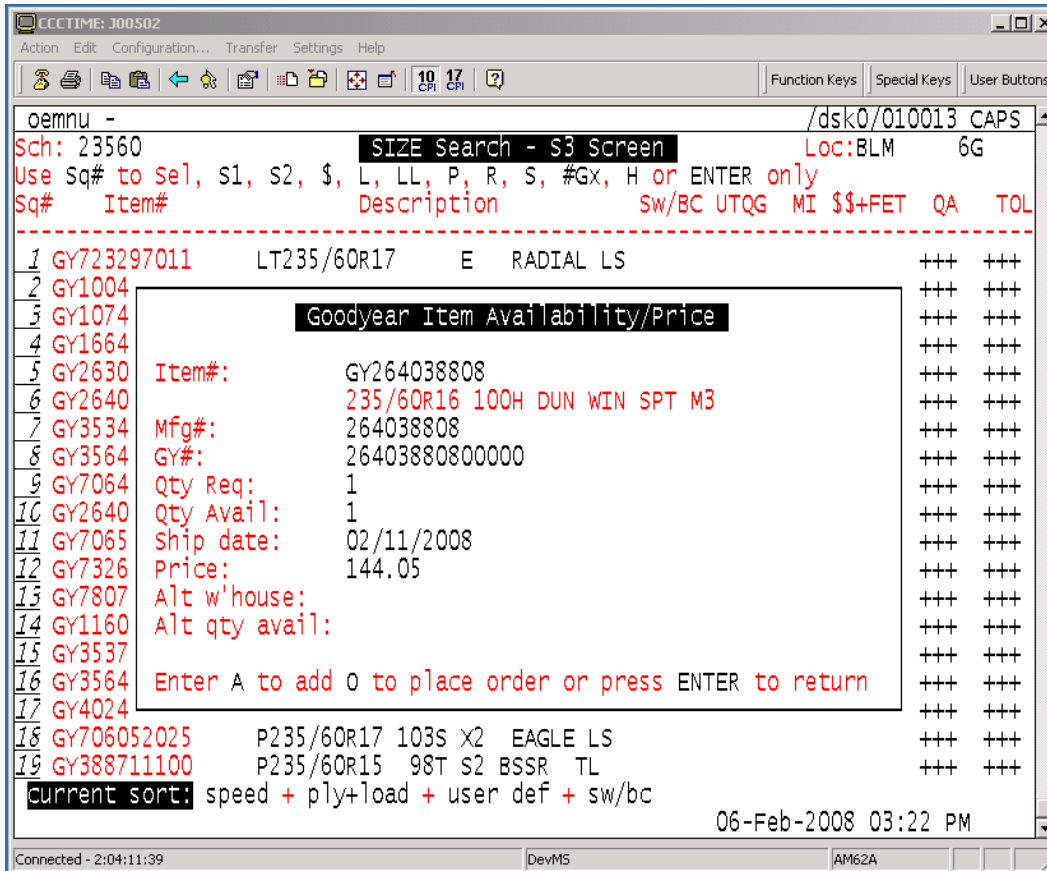 CCCTIME: J00S02
Action Edit Configuration... Transfer Settings Help
10 CPI 17 CPI Function Keys Special Keys User Buttons
oemnu - /dsk0/010013 CAPS
Sch: 23560 SIZE Search - S3 Screen Loc:BLM 6G
Use Sq# to Sel, S1, S2, $, L, LL, P, R, S, #Gx, H or ENTER only
Sq# Item# Description Sw/BC UTQG MI $$+FET QA TOL
1 GY723297011 LT235/60R17 E RADIAL LS +++ +++
2 GY1004 +++ +++
3 GY1074 Goodyear Item Availability/Price +++ +++
4 GY1664 +++ +++
5 GY2630 Item#: GY264038808 +++ +++
6 GY2640 235/60R16 100H DUN WIN SPT M3 +++ +++
7 GY3534 Mfg#: 264038808 +++ +++
8 GY3564 GY#: 26403880800000 +++ +++
9 GY7064 Qty Req: 1 +++ +++
10 GY2640 Qty Avail: 1 +++ +++
11 GY7065 Ship date: 02/11/2008 +++ +++
12 GY7326 Price: 144.05 +++ +++
13 GY7807 Alt w'house: +++ +++
14 GY1160 Alt qty avail: +++ +++
15 GY3537 +++ +++
16 GY3564 Enter A to add O to place order or press ENTER to return +++ +++
17 GY4024 +++ +++
18 GY706052025 P235/60R17 103S X2 EAGLE LS +++ +++
19 GY388711100 P235/60R15 98T S2 BSSR TL +++ +++
current sort: speed + ply+load + user def + sw/bc
06-Feb-2008 03:22 PM
Connected - 2:04:11:39 DevMS AM62A